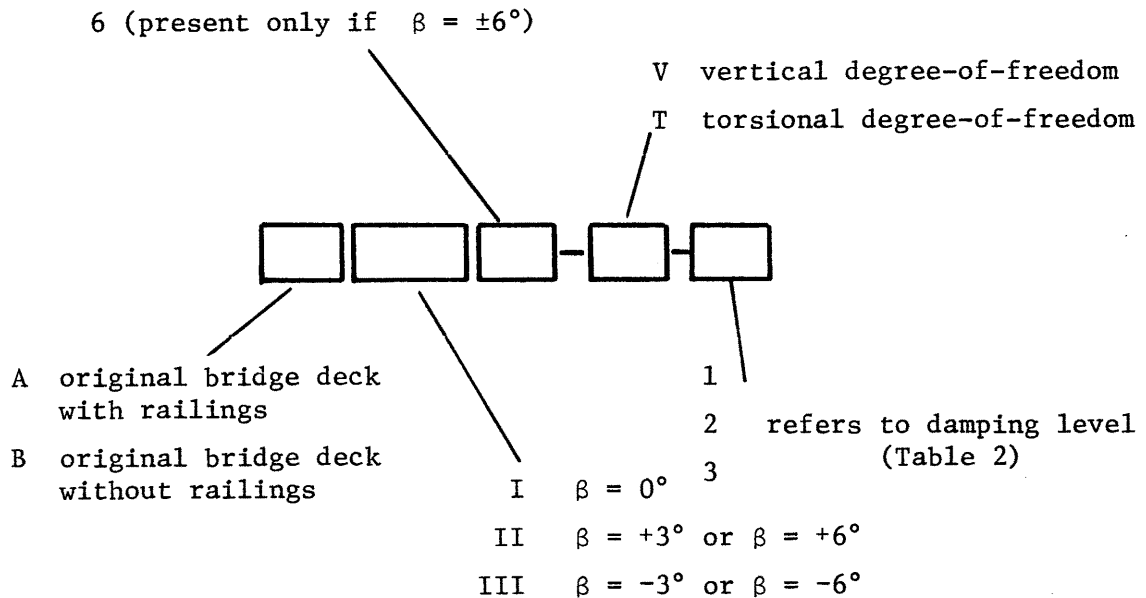 6 (present only if β = ±6°)
V vertical degree-of-freedom
T torsional degree-of-freedom
A original bridge deck
with railings
B original bridge deck
without railings
1
2 refers to damping level
(Table 2)
3
I β = 0°
II β = +3° or β = +6°
III β = -3° or β = -6°